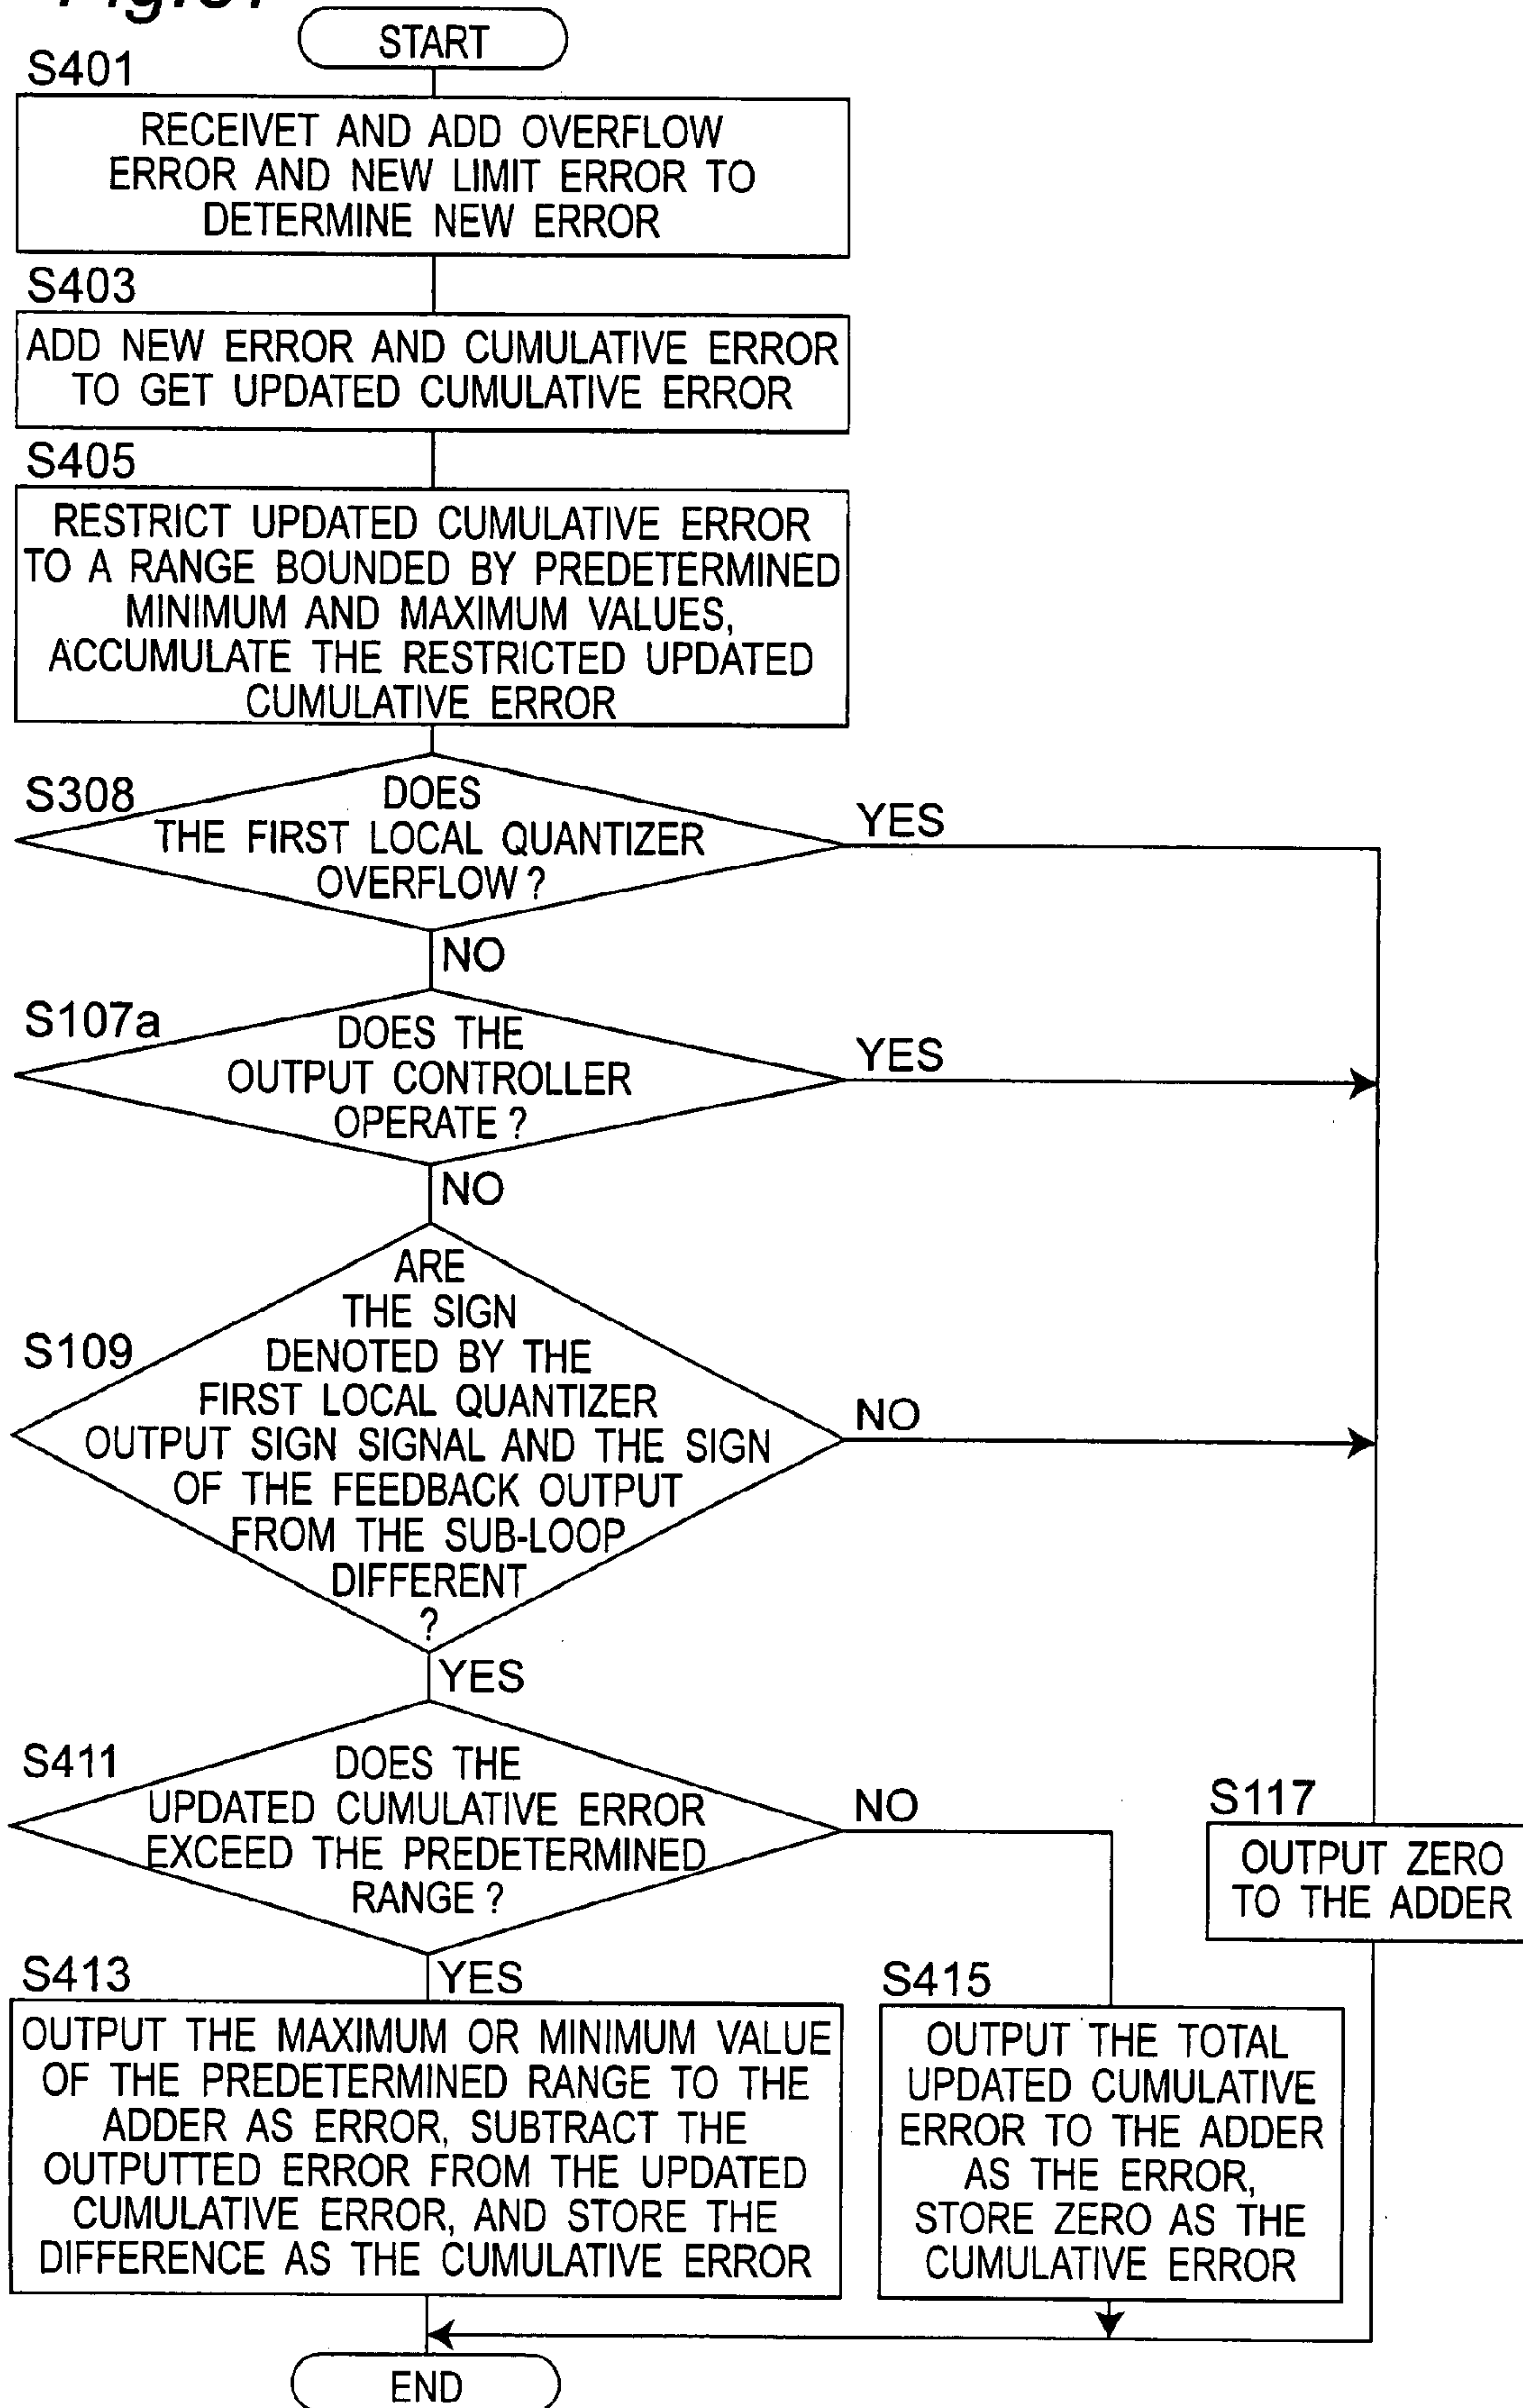 START
S401
RECEIVET AND ADD OVERFLOW
ERROR AND NEW LIMIT ERROR TO
DETERMINE NEW ERROR
S403
ADD NEW ERROR AND CUMULATIVE ERROR
TO GET UPDATED CUMULATIVE ERROR
S405
RESTRICT UPDATED CUMULATIVE ERROR
TO A RANGE BOUNDED BY PREDETERMINED
MINIMUM AND MAXIMUM VALUES,
ACCUMULATE THE RESTRICTED UPDATED
CUMULATIVE ERROR
S308
DOES
THE FIRST LOCAL QUANTIZER
OVERFLOW ?
YES
NO
S107a
DOES THE
OUTPUT CONTROLLER
OPERATE ?
YES
NO
S109
ARE
THE SIGN
DENOTED BY THE
FIRST LOCAL QUANTIZER
OUTPUT SIGN SIGNAL AND THE SIGN
OF THE FEEDBACK OUTPUT
FROM THE SUB-LOOP
DIFFERENT
?
NO
YES
S411
DOES THE
UPDATED CUMULATIVE ERROR
EXCEED THE PREDETERMINED
RANGE ?
NO
YES
S117
OUTPUT ZERO
TO THE ADDER
S413
OUTPUT THE MAXIMUM OR MINIMUM VALUE
OF THE PREDETERMINED RANGE TO THE
ADDER AS ERROR, SUBTRACT THE
OUTPUTTED ERROR FROM THE UPDATED
CUMULATIVE ERROR, AND STORE THE
DIFFERENCE AS THE CUMULATIVE ERROR
S415
OUTPUT THE TOTAL
UPDATED CUMULATIVE
ERROR TO THE ADDER
AS THE ERROR,
STORE ZERO AS THE
CUMULATIVE ERROR
END